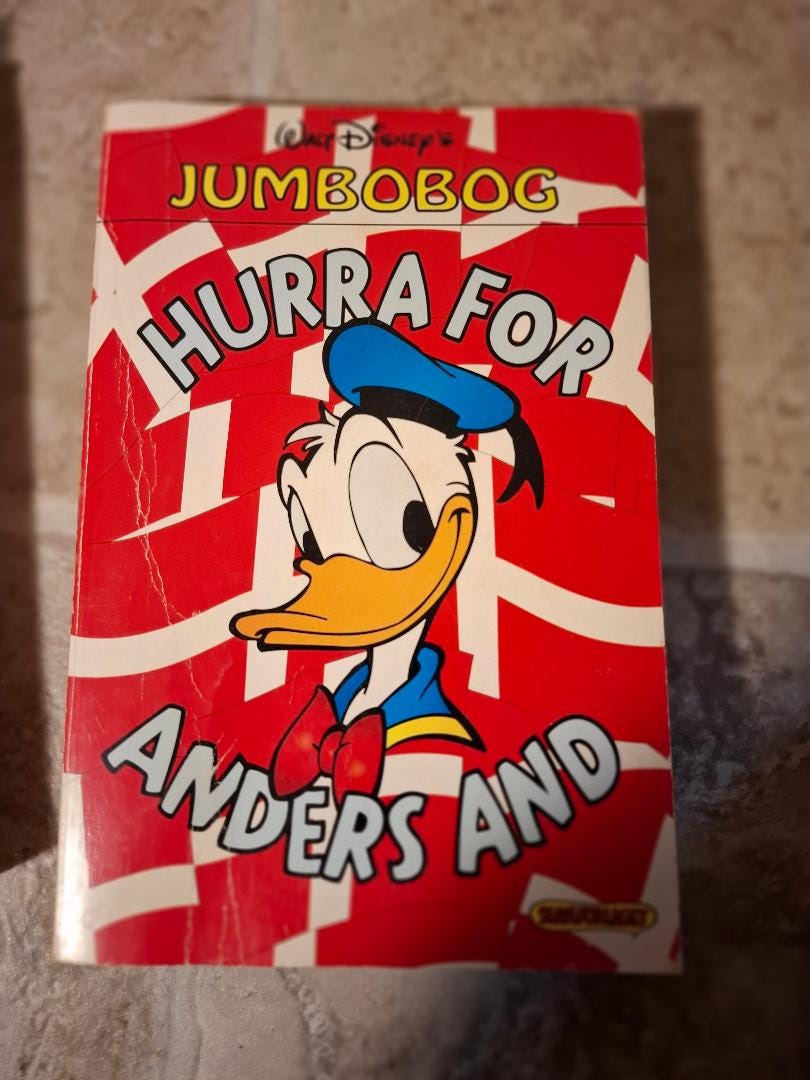 WALT DISNEY'S
JUMBOBOG
HURRA FOR
ANDERS AND
SERIEFORLAGET